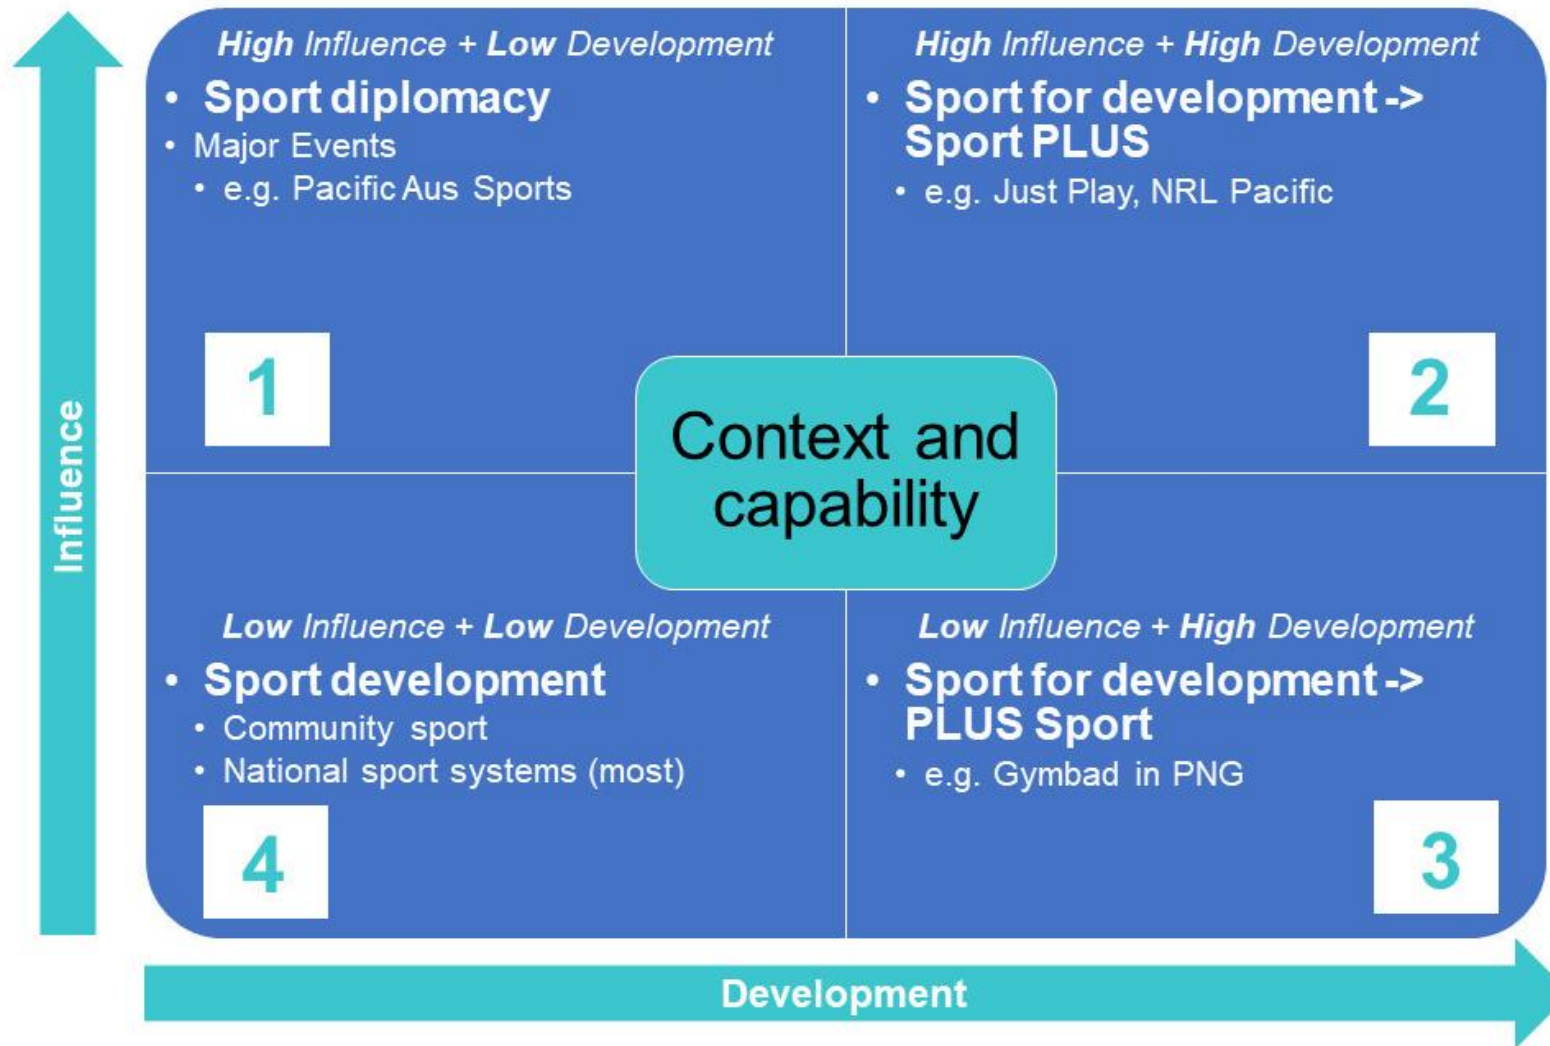 High Influence + Low Development
• Sport diplomacy
• Major Events
• e.g. Pacific Aus Sports
1
High Influence + High Development
• Sport for development ->
Sport PLUS
• e.g. Just Play, NRL Pacific
2
Context and
capability
Low Influence + Low Development
• Sport development
• Community sport
• National sport systems (most)
4
Low Influence + High Development
• Sport for development ->
PLUS Sport
• e.g. Gymbad in PNG
3
Influence
Development